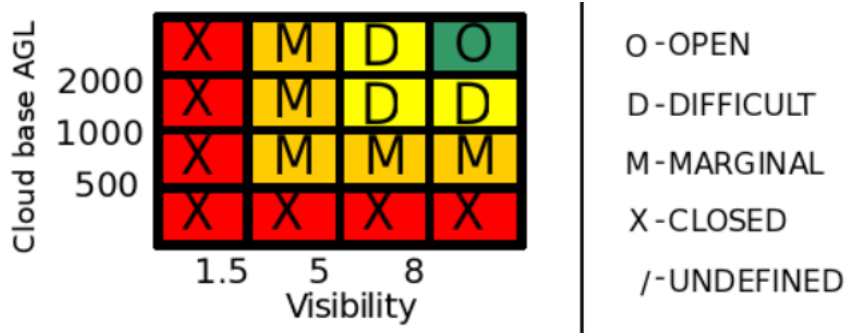 Cloud base AGL
X M D O
2000
X M D D
1000
X M M M
500
X X X X
1.5 5 8
Visibility
O-OPEN
D-DIFFICULT
M-MARGINAL
X-CLOSED
/-UNDEFINED